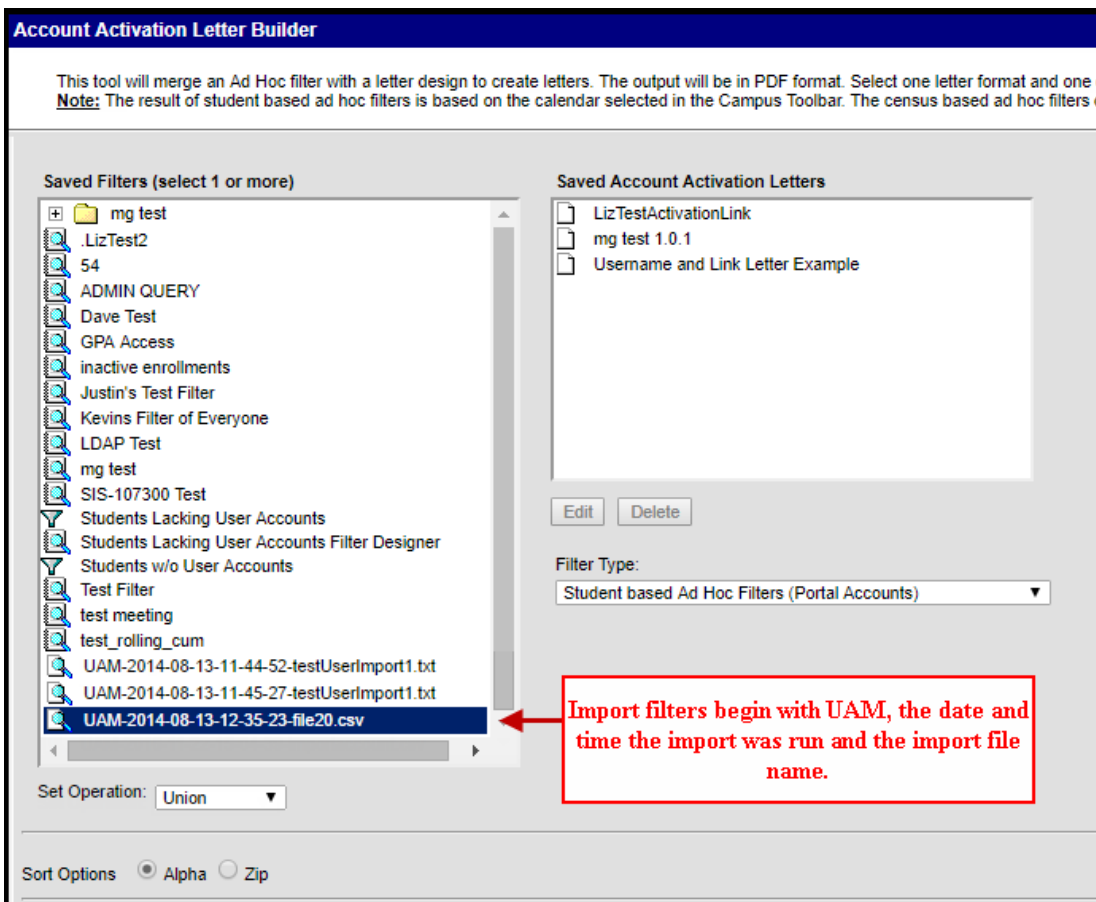 Account Activation Letter Builder
This tool will merge an Ad Hoc filter with a letter design to create letters. The output will be in PDF format. Select one letter format and one
Note: The result of student based ad hoc filters is based on the calendar selected in the Campus Toolbar. The census based ad hoc filters
Saved Filters (select 1 or more)
mg test
.LizTest2
54
ADMIN QUERY
Dave Test
GPA Access
inactive enrollments
Justin's Test Filter
Kevins Filter of Everyone
LDAP Test
mg test
SIS-107300 Test
Students Lacking User Accounts
Students Lacking User Accounts Filter Designer
Students w/o User Accounts
Test Filter
test meeting
test_rolling_cum
UAM-2014-08-13-11-44-52-testUserImport1.txt
UAM-2014-08-13-11-45-27-testUserImport1.txt
UAM-2014-08-13-12-35-23-file20.csv
Set Operation: Union
Saved Account Activation Letters
LizTestActivationLink
mg test 1.0.1
Username and Link Letter Example
Edit Delete
Filter Type:
Student based Ad Hoc Filters (Portal Accounts)
Import filters begin with UAM, the date and
time the import was run and the import file
name.
Sort Options Alpha Zip